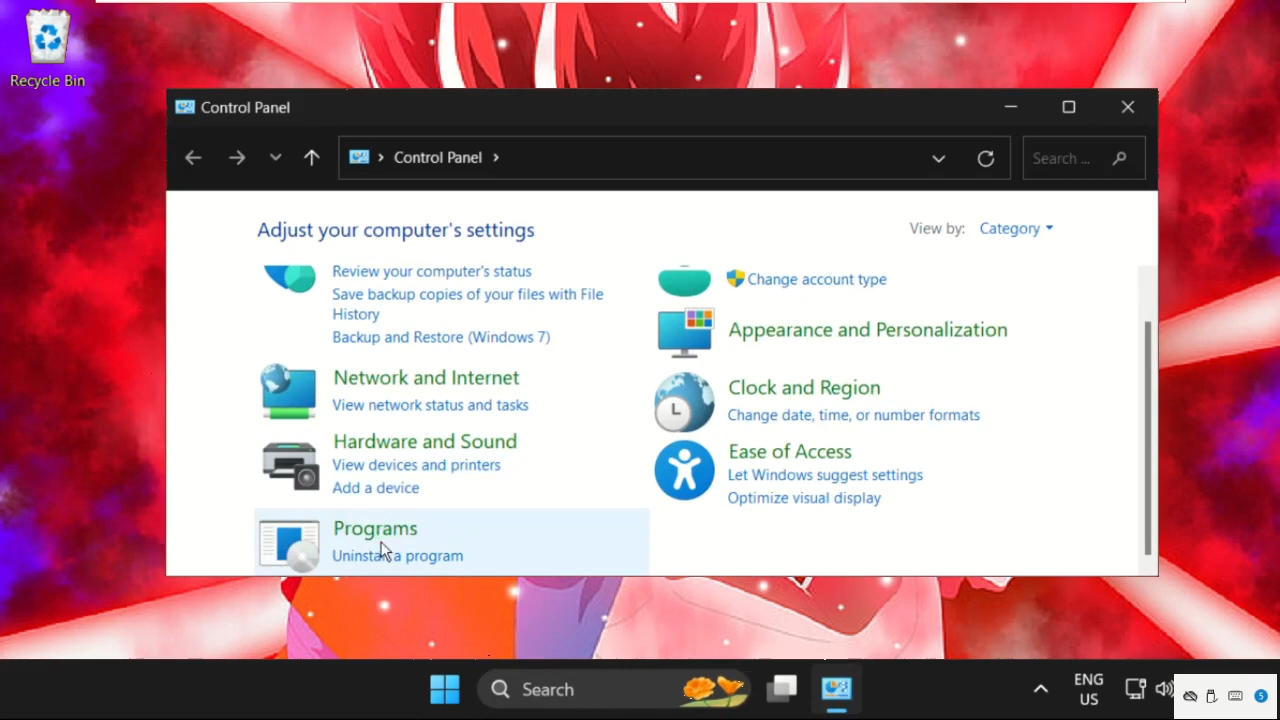 Recycle Bin
Control Panel
Control Panel
Search ...
Adjust your computer's settings
View by: Category
Review your computer's status
Save backup copies of your files with File
History
Backup and Restore (Windows 7)
Network and Internet
View network status and tasks
Hardware and Sound
View devices and printers
Add a device
Programs
Uninstall a program
Change account type
Appearance and Personalization
Clock and Region
Change date, time, or number formats
Ease of Access
Let Windows suggest settings
Optimize visual display
Search
ENG
US
5